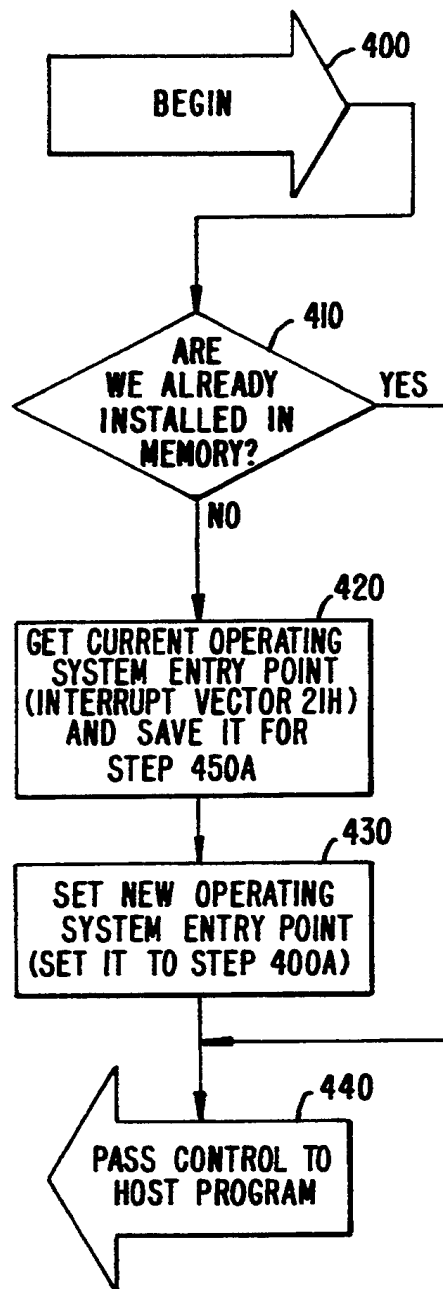 400
BEGIN
410
ARE
WE ALREADY
INSTALLED IN
MEMORY?
YES
NO
420
GET CURRENT OPERATING
SYSTEM ENTRY POINT
(INTERRUPT VECTOR 21H)
AND SAVE IT FOR
STEP 450A
430
SET NEW OPERATING
SYSTEM ENTRY POINT
(SET IT TO STEP 400A)
440
PASS CONTROL TO
HOST PROGRAM